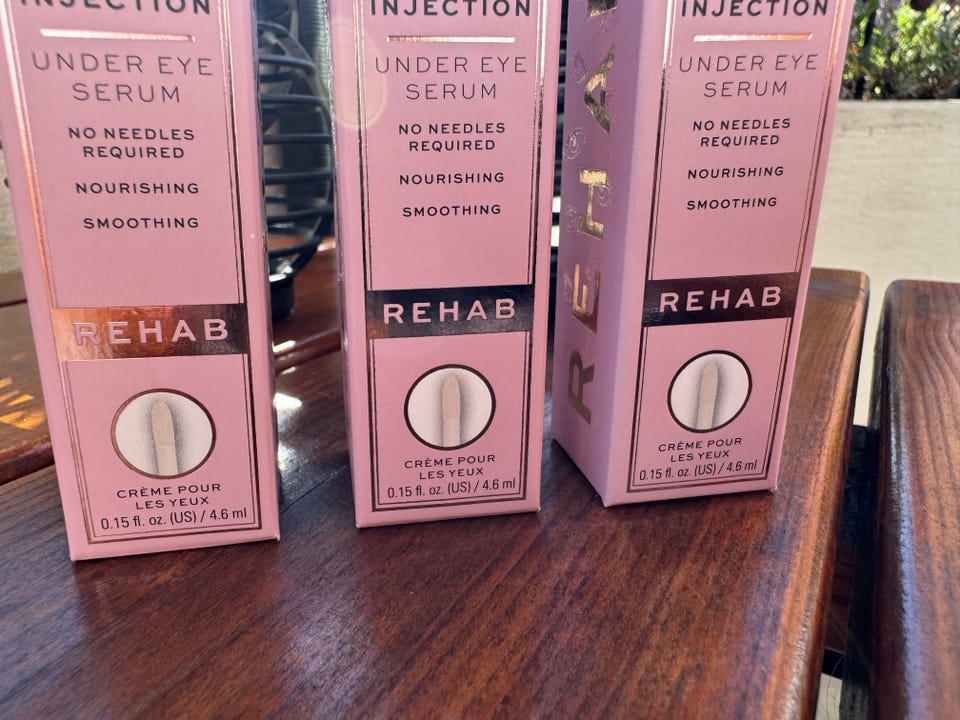 INJECTION
UNDER EYE
SERUM
NO NEEDLES
REQUIRED
NOURISHING
SMOOTHING
REHAB
CRÈME POUR
LES YEUX
0.15 fl. oz. (US) / 4.6 ml
INJECTION
UNDER EYE
SERUM
NO NEEDLES
REQUIRED
NOURISHING
SMOOTHING
REHAB
CRÈME POUR
LES YEUX
0.15 fl. oz. (US) / 4.6 ml
REHAB
INJECTION
UNDER EYE
SERUM
NO NEEDLES
REQUIRED
NOURISHING
SMOOTHING
REHAB
CRÈME POUR
LES YEUX
0.15 fl. oz. (US) / 4.6 ml